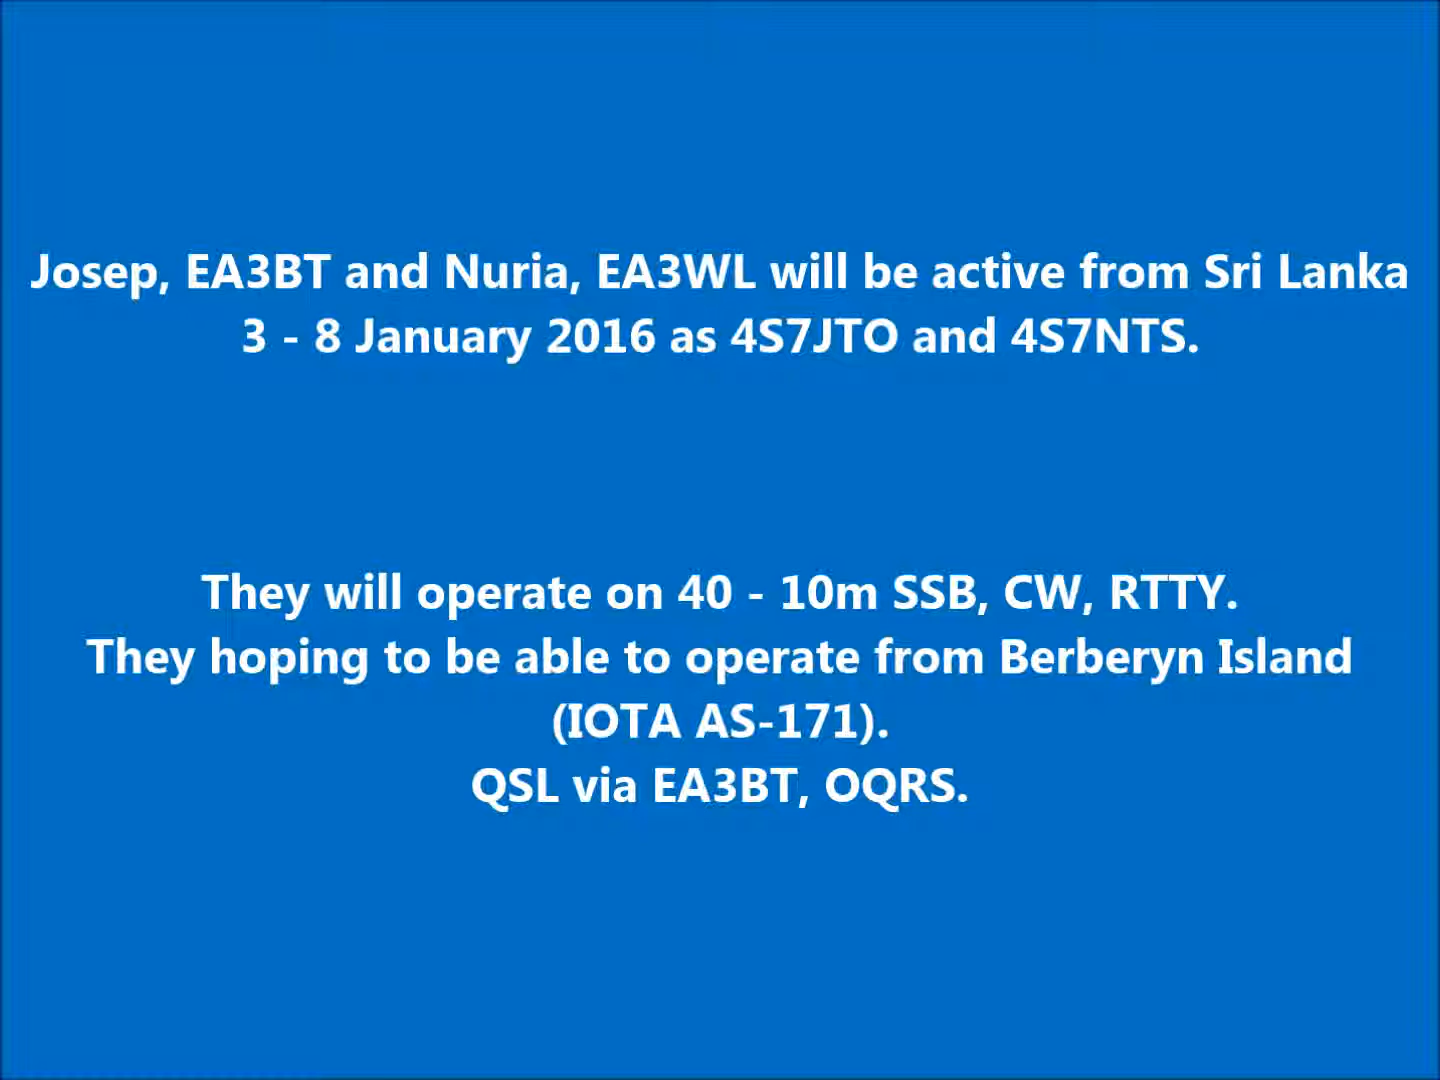 Josep, EA3BT and Nuria, EA3WL will be active from Sri Lanka
3 - 8 January 2016 as 4S7JTO and 4S7NTS.
They will operate on 40 - 10m SSB, CW, RTTY.
They hoping to be able to operate from Berberyn Island
(IOTA AS-171).
QSL via EA3BT, OQRS.